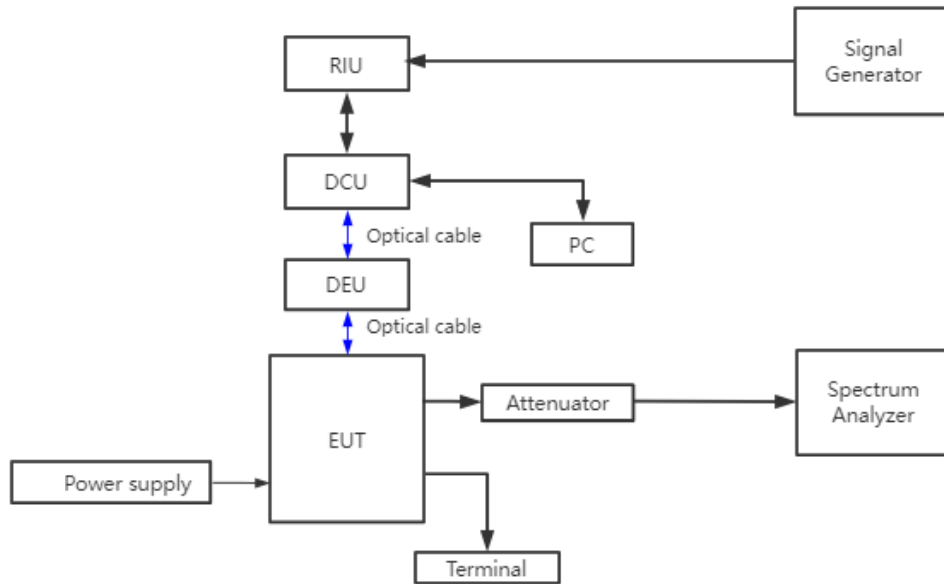 RIU
Signal
Generator
DCU
Optical cable
PC
DEU
Optical cable
EUT
Attenuator
Spectrum
Analyzer
Power supply
Terminal